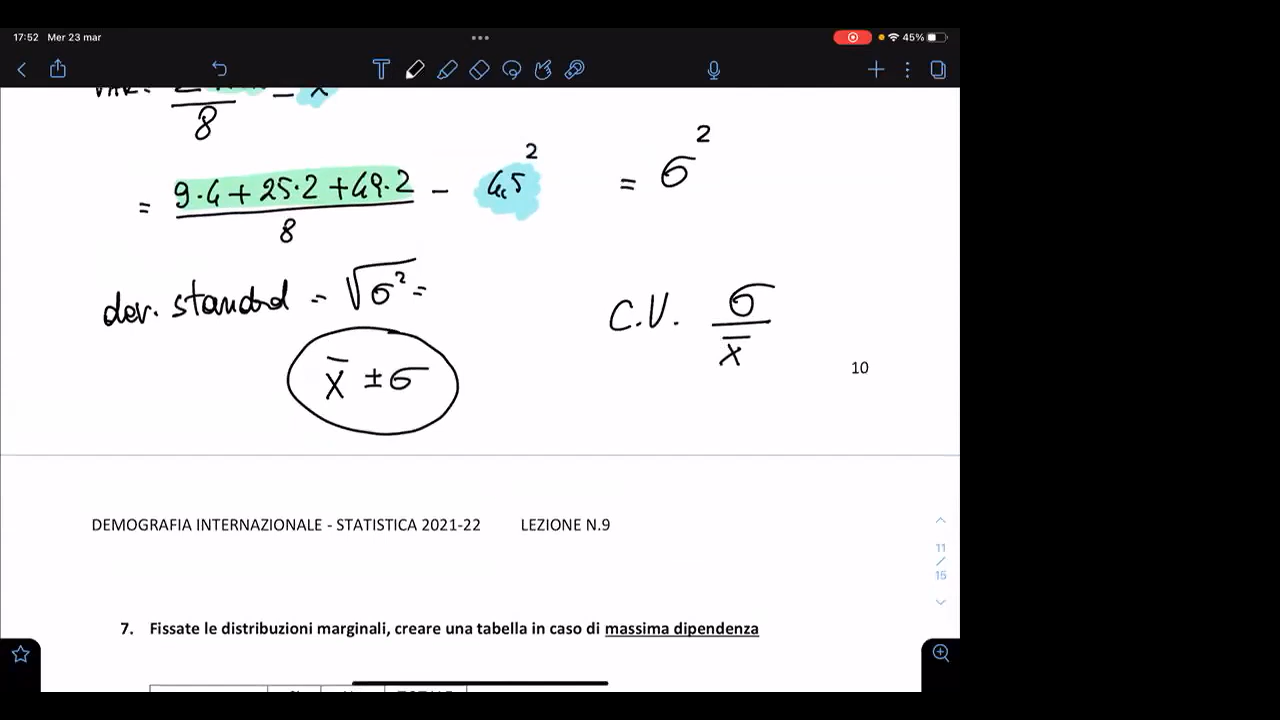 17:52 Mer 23 mar
45%
8
= 9·4 + 25·2 + 49·2 / 8 − 4,5² = σ²
dev. standard = √σ² =
C.V. σ / x̄
x̄ ± σ
10
DEMOGRAFIA INTERNAZIONALE - STATISTICA 2021-22 LEZIONE N.9
11 / 15
7. Fissate le distribuzioni marginali, creare una tabella in caso di massima dipendenza